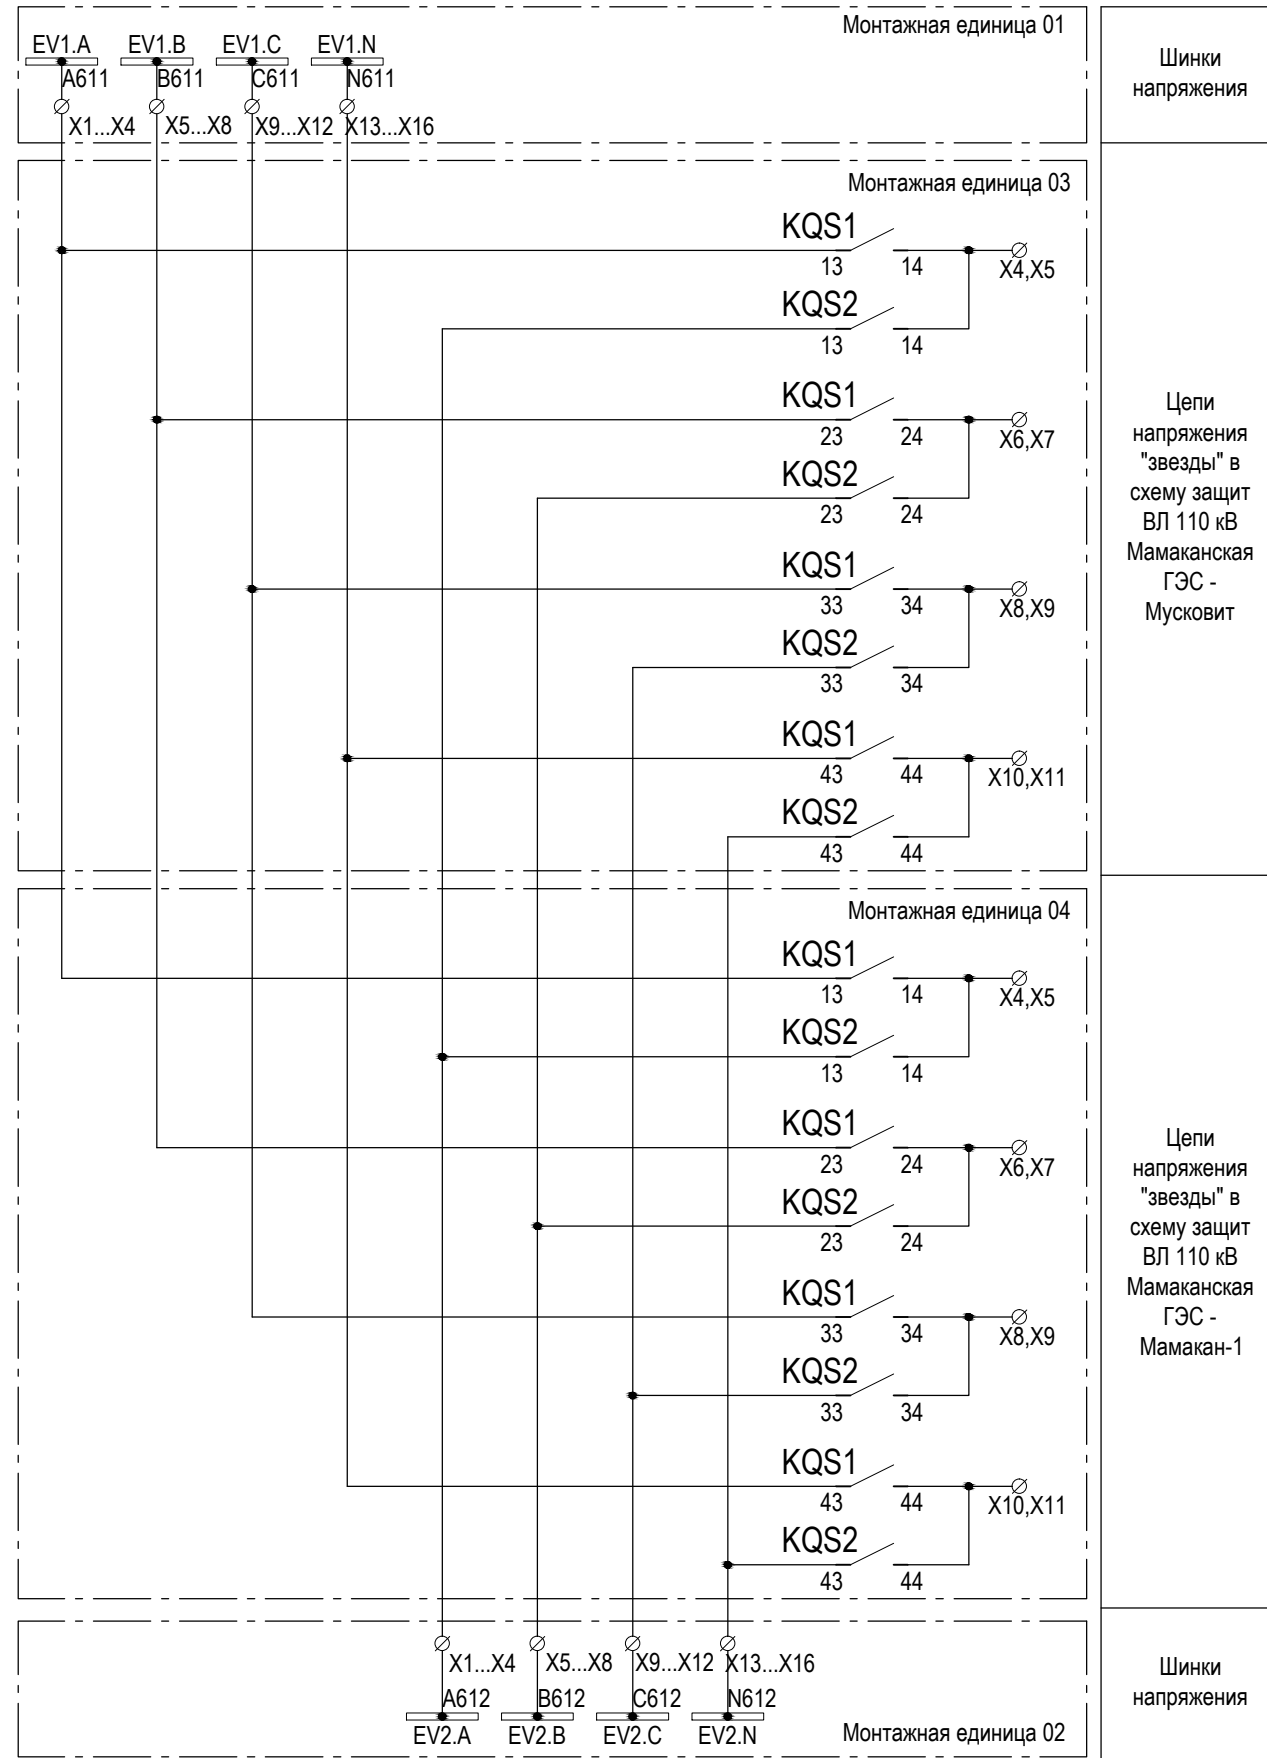 Монтажная единица 01
EV1.A EV1.B EV1.C EV1.N
A611 B611 C611 N611
X1...X4 X5...X8 X9...X12 X13...X16
Шинки
напряжения
Монтажная единица 03
KQS1
13 14 X4,X5
KQS2
13 14
KQS1
23 24 X6,X7
KQS2
23 24
KQS1
33 34 X8,X9
KQS2
33 34
KQS1
43 44 X10,X11
KQS2
43 44
Цепи
напряжения
"звезды" в
схему защит
ВЛ 110 кВ
Мамаканская
ГЭС -
Мусковит
Монтажная единица 04
KQS1
13 14 X4,X5
KQS2
13 14
KQS1
23 24 X6,X7
KQS2
23 24
KQS1
33 34 X8,X9
KQS2
33 34
KQS1
43 44 X10,X11
KQS2
43 44
Цепи
напряжения
"звезды" в
схему защит
ВЛ 110 кВ
Мамаканская
ГЭС -
Мамакан-1
X1...X4 X5...X8 X9...X12 X13...X16
A612 B612 C612 N612
EV2.A EV2.B EV2.C EV2.N
Монтажная единица 02
Шинки
напряжения